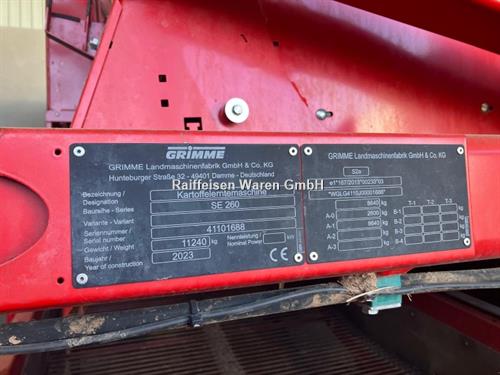 GRIMME
GRIMME Landmaschinenfabrik GmbH & Co. KG
Hunteburger Straße 32 - 49401 Damme - Deutschland
Bezeichnung
Kartoffelerntemaschine
Baureihe - Series
SE 260
Variante - Variant
Seriennummer /
Serial number
41101688
Gewicht / Weight
11240 kg
Nennleistung /
Nominal power
kW
Baujahr /
Year of construction
2023
CE
Raiffeisen Waren GmbH
GRIMME Landmaschinenfabrik GmbH & Co. KG
S2a
kg
A-0
kg
A-1
kg
A-2
kg
A-3
kg
T-1 T-2 T-3
B-1
B-2
B-3
B-4